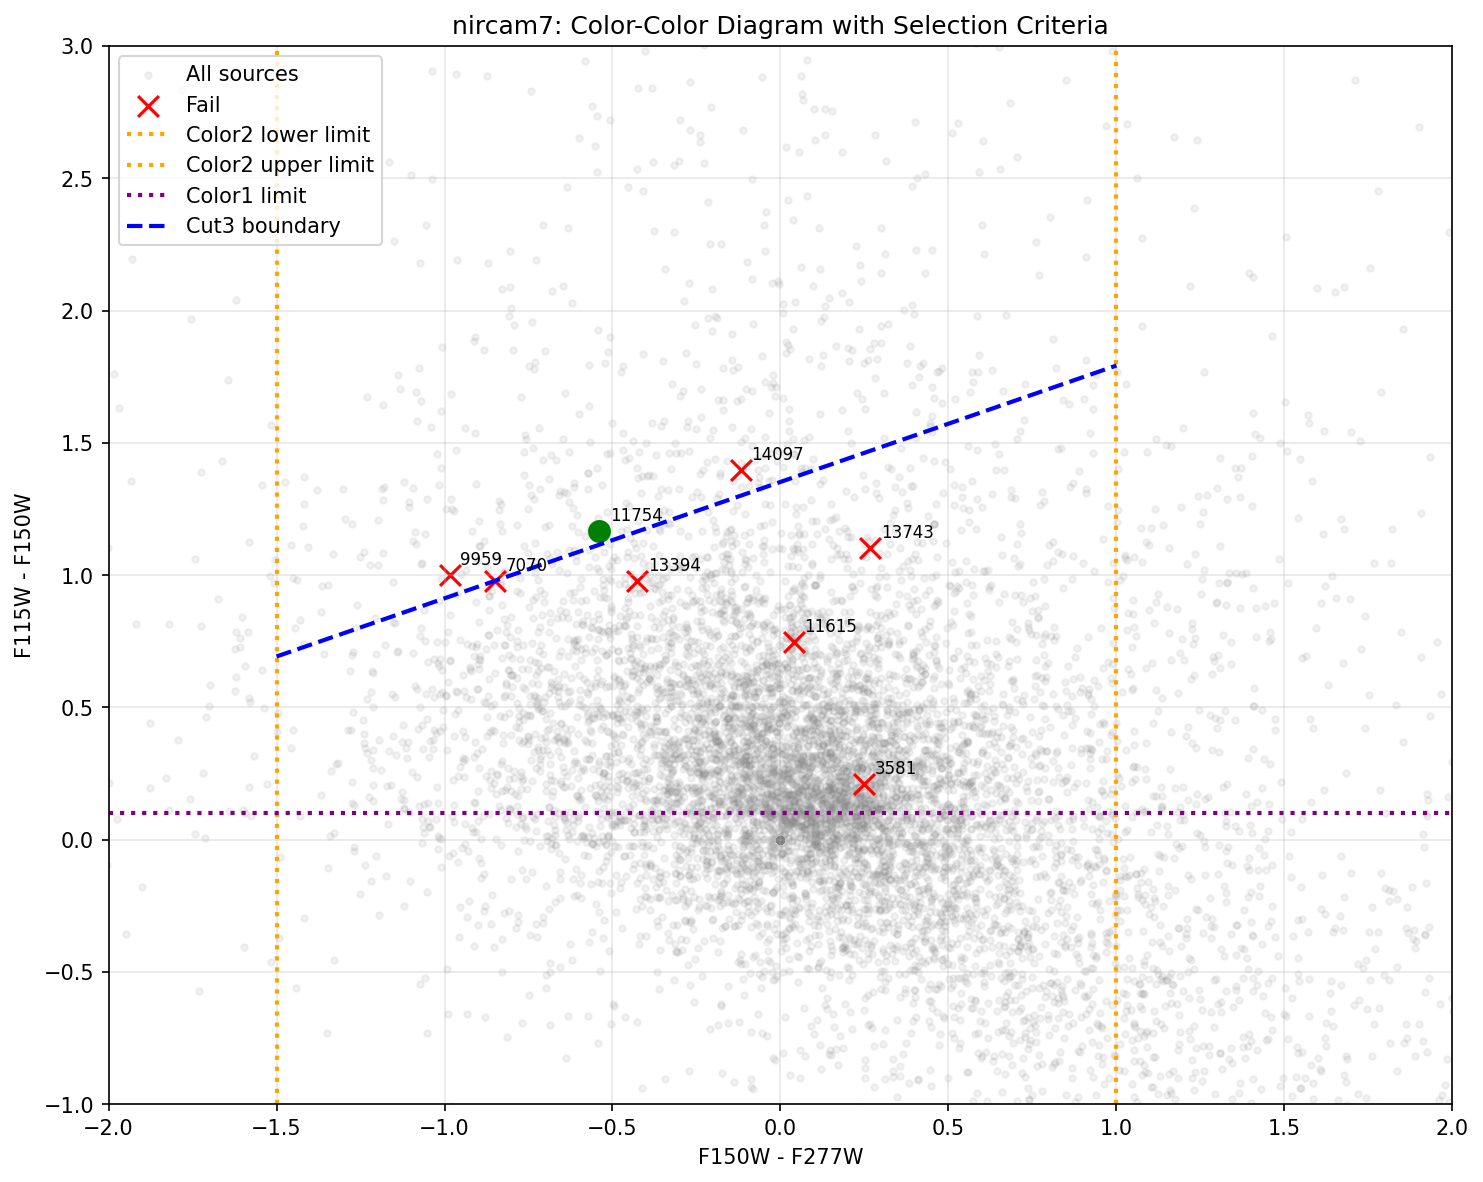 nircam7: Color-Color Diagram with Selection Criteria
All sources
Fail
Color2 lower limit
Color2 upper limit
Color1 limit
Cut3 boundary
3.0
2.5
2.0
1.5
1.0
0.5
0.0
−0.5
−1.0
F115W - F150W
14097
11754
13743
9959
7070
13394
11615
3581
−2.0
−1.5
−1.0
−0.5
0.0
0.5
1.0
1.5
2.0
F150W - F277W